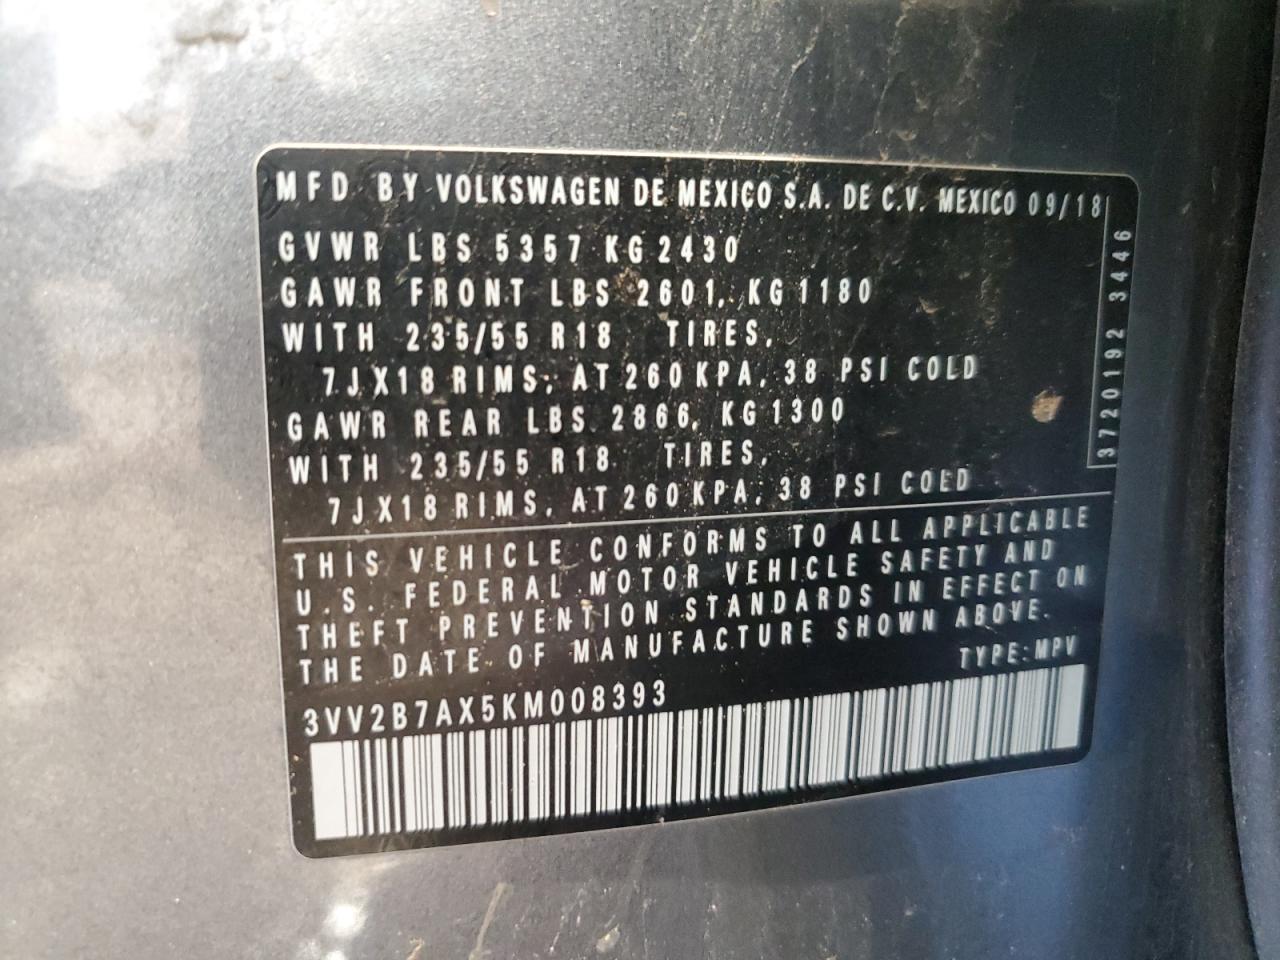 MFD BY VOLKSWAGEN DE MEXICO S.A. DE C.V. MEXICO 09/18
GVWR LBS 5357 KG 2430
GAWR FRONT LBS 2601, KG 1180
WITH 235/55 R18 TIRES,
7JX18 RIMS, AT 260 KPA, 38 PSI COLD
GAWR REAR LBS 2866, KG 1300
WITH 235/55 R18 TIRES,
7JX18 RIMS, AT 260 KPA, 38 PSI COLD
3720192 3446
THIS VEHICLE CONFORMS TO ALL APPLICABLE
U.S. FEDERAL MOTOR VEHICLE SAFETY AND
THEFT PREVENTION STANDARDS IN EFFECT ON
THE DATE OF MANUFACTURE SHOWN ABOVE.
TYPE: MPV
3VV2B7AX5KM008393